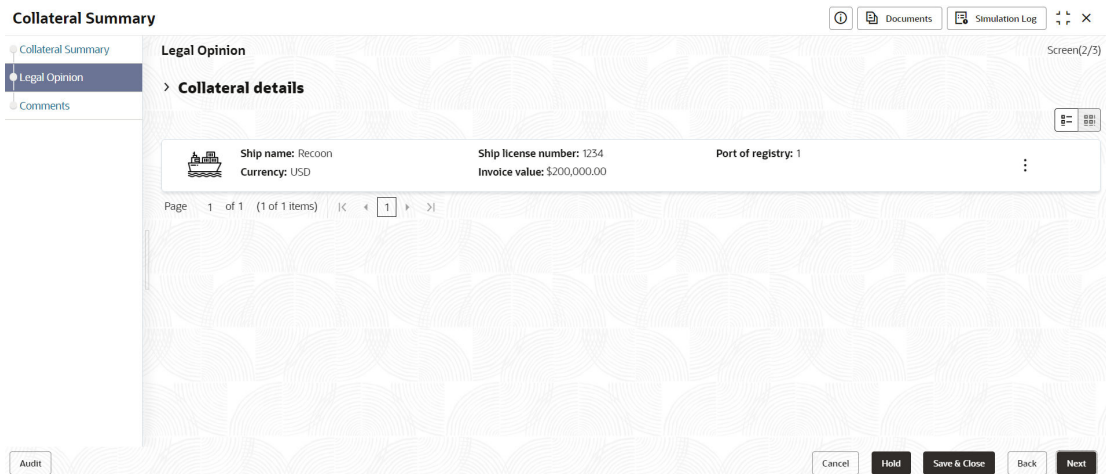 Collateral Summary
Documents
Simulation Log
Collateral Summary
Legal Opinion
Comments
Legal Opinion
Screen(2/3)
Collateral details
Ship name: Recoon Ship license number: 1234 Port of registry: 1
Currency: USD Invoice value: $200,000.00
Page 1 of 1 (1 of 1 items) 1
Audit Cancel Hold Save & Close Back Next